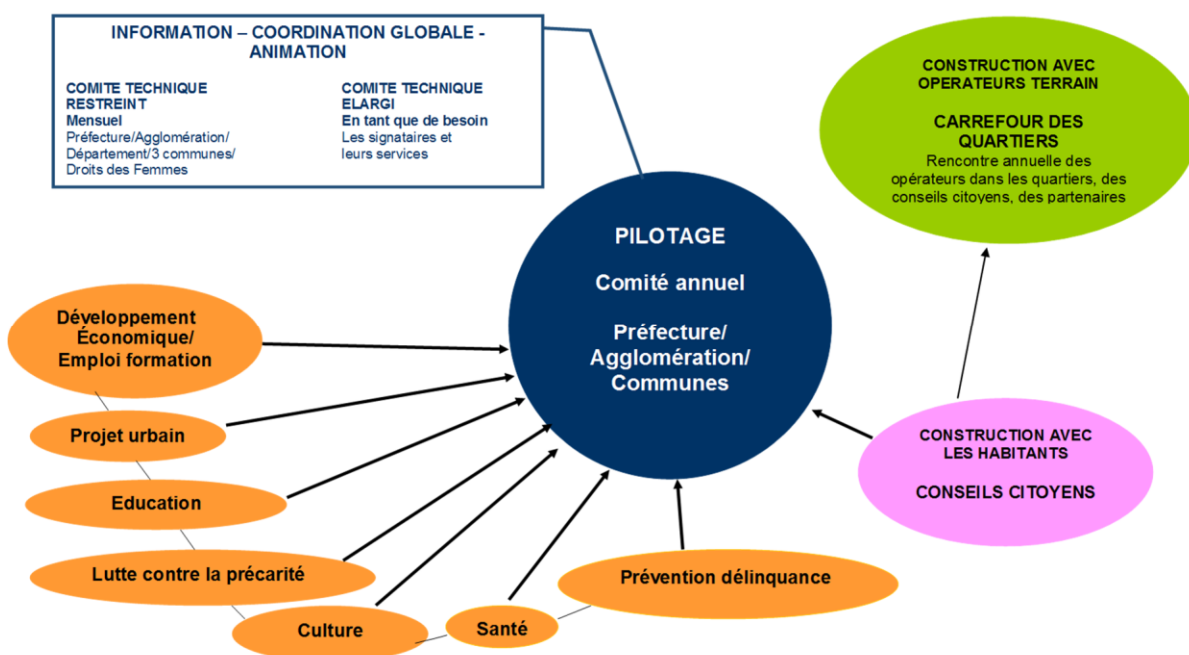 INFORMATION – COORDINATION GLOBALE -
ANIMATION
COMITE TECHNIQUE
RESTREINT
Mensuel
Préfecture/Agglomération/
Département/3 communes/
Droits des Femmes
COMITE TECHNIQUE
ELARGI
En tant que de besoin
Les signataires et
leurs services
CONSTRUCTION AVEC
OPERATEURS TERRAIN
CARREFOUR DES
QUARTIERS
Rencontre annuelle des
opérateurs dans les quartiers, des
conseils citoyens, des partenaires
PILOTAGE
Comité annuel
Préfecture/
Agglomération/
Communes
Développement
Économique/
Emploi formation
Projet urbain
Education
Lutte contre la précarité
Culture
Santé
Prévention délinquance
CONSTRUCTION AVEC
LES HABITANTS
CONSEILS CITOYENS